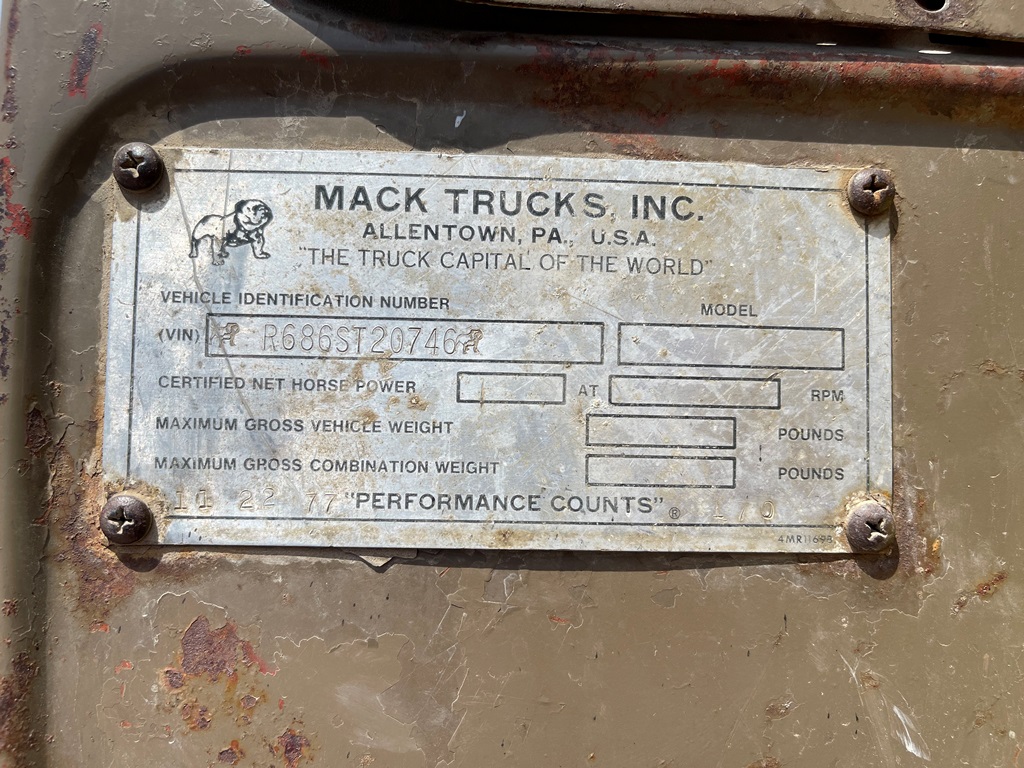 MACK TRUCKS, INC.
ALLENTOWN, PA., U.S.A.
"THE TRUCK CAPITAL OF THE WORLD"
VEHICLE IDENTIFICATION NUMBER
MODEL
(VIN) R686ST20746
CERTIFIED NET HORSE POWER AT RPM
MAXIMUM GROSS VEHICLE WEIGHT POUNDS
MAXIMUM GROSS COMBINATION WEIGHT POUNDS
11 22 77 "PERFORMANCE COUNTS" ® 170
4MR1169B